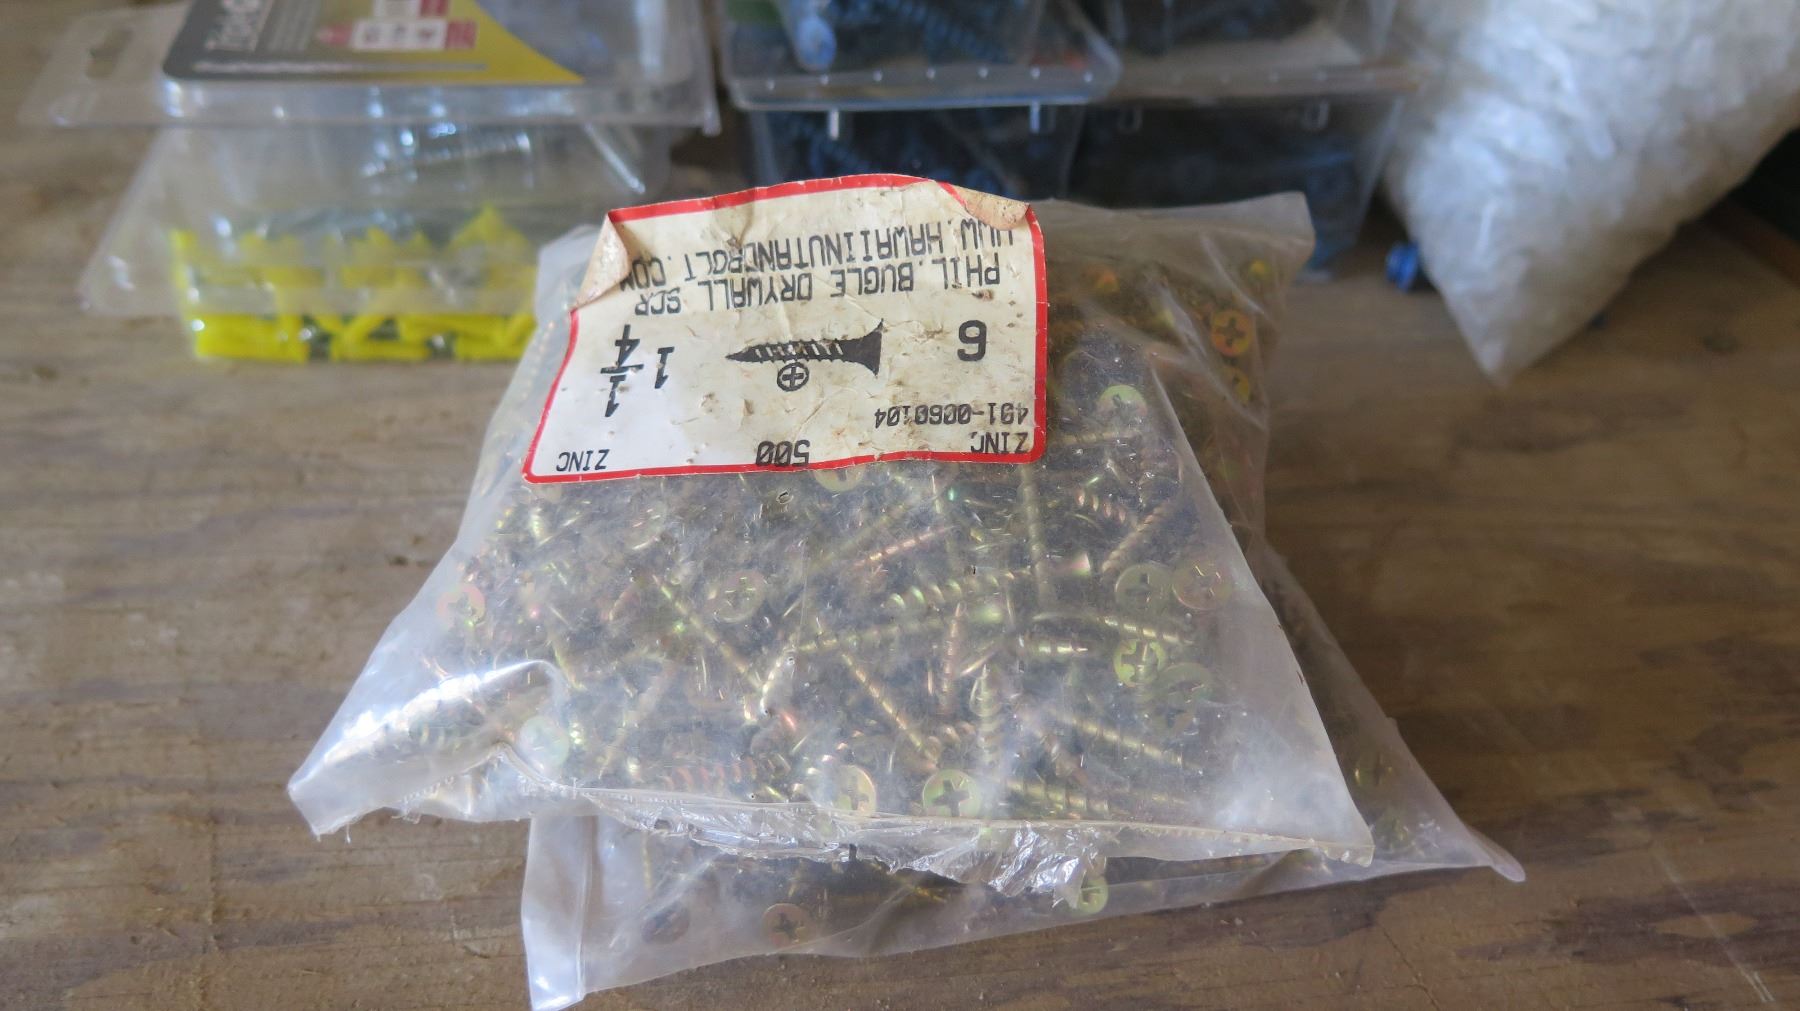 ZINC 500 ZINC
491-0060104
6 1 1/4
PHIL. BUGLE DRYWALL SCR
WWW.HAWAIINUTANDBOLT.COM